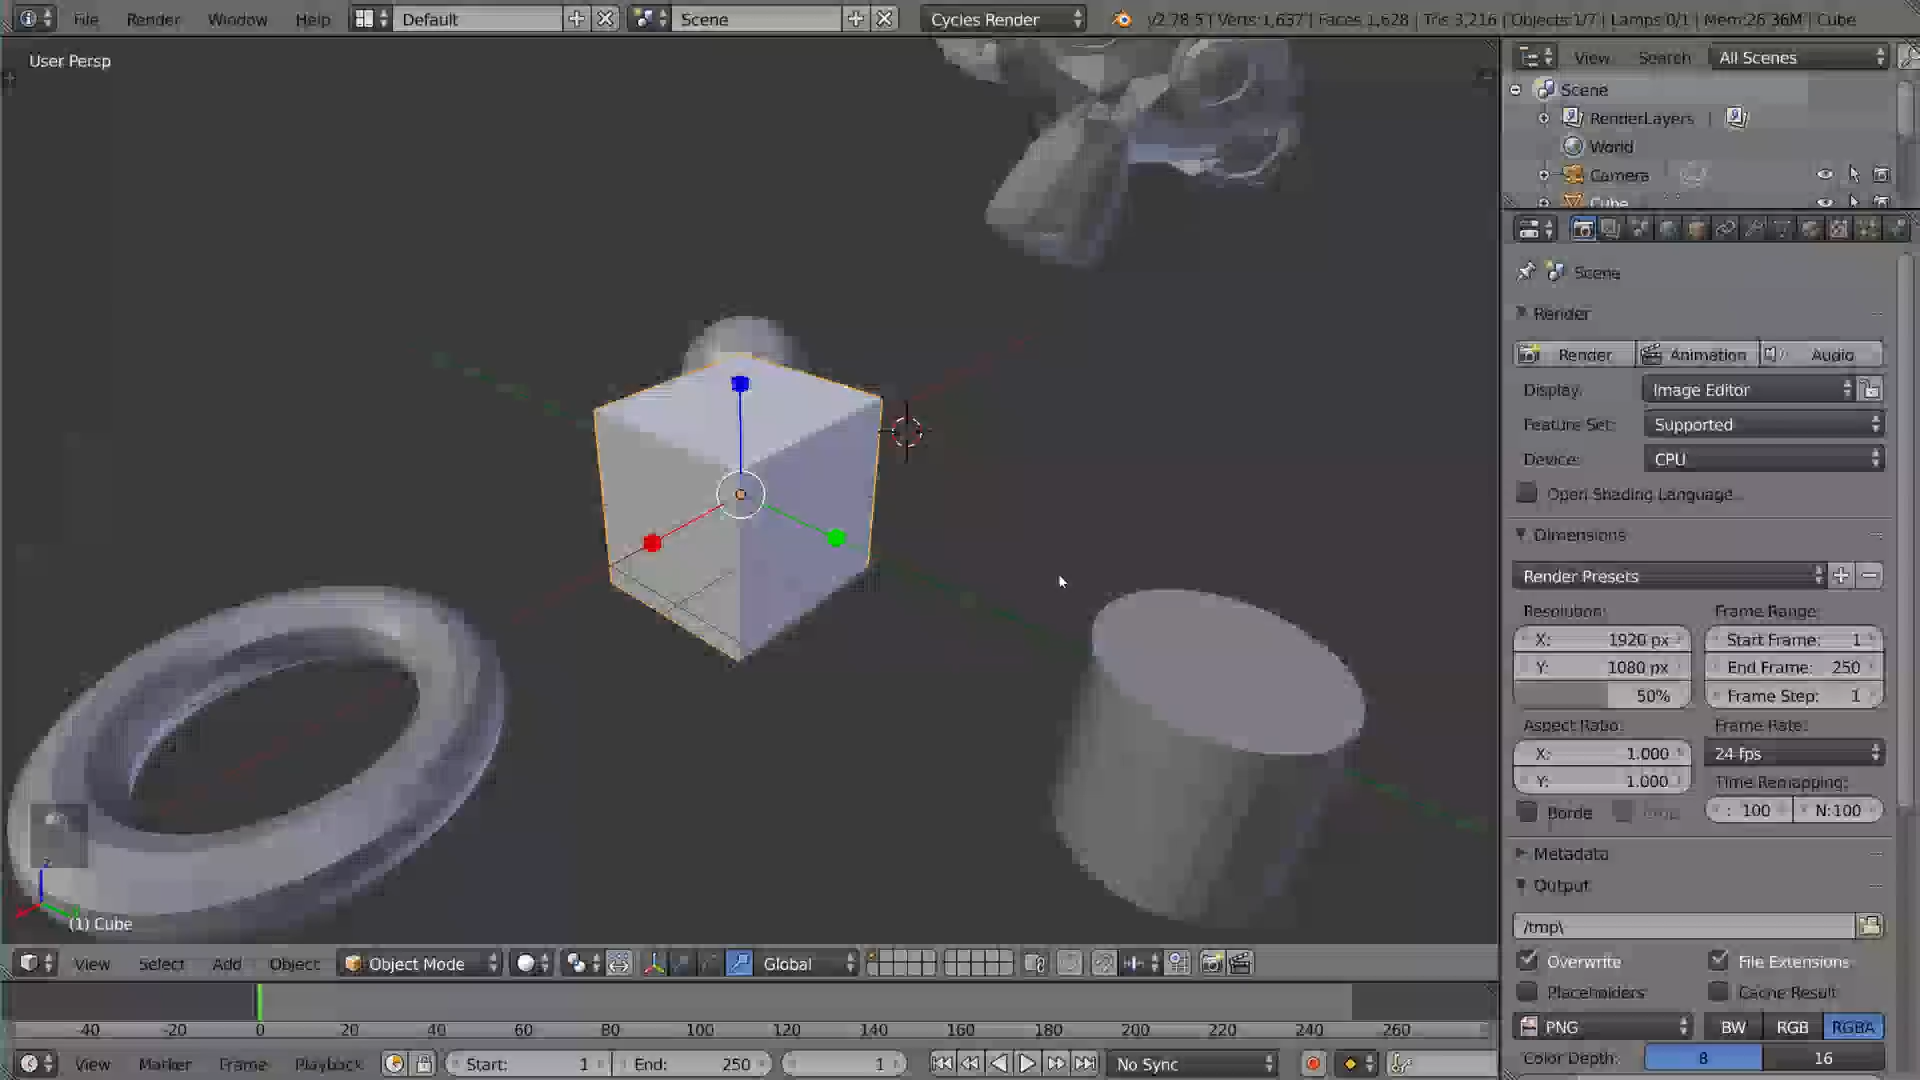 File Render Window Help Default Scene Cycles Render v2.78.5 | Verts:1,637 | Faces:1,628 | Tris:3,216 | Objects:1/7 | Lamps:0/1 | Mem:26.36M | Cube
User Persp
View Search All Scenes
Scene
RenderLayers |
World
Camera
Cube
Scene
Render
Render Animation Audio
Display: Image Editor
Feature Set: Supported
Device: CPU
Open Shading Language
Dimensions
Render Presets
Resolution: Frame Range:
X: 1920 px Start Frame: 1
Y: 1080 px End Frame: 250
50% Frame Step: 1
Aspect Ratio: Frame Rate:
X: 1.000 24 fps
Y: 1.000 Time Remapping:
Borde Crop : 100 N:100
Metadata
Output
/tmp\
Overwrite File Extensions
Placeholders Cache Result
PNG BW RGB RGBA
Color Depth: 8 16
z
(1) Cube
View Select Add Object Object Mode Global
-40 -20 0 20 40 60 80 100 120 140 160 180 200 220 240 260
View Marker Frame Playback Start: 1 End: 250 1 No Sync